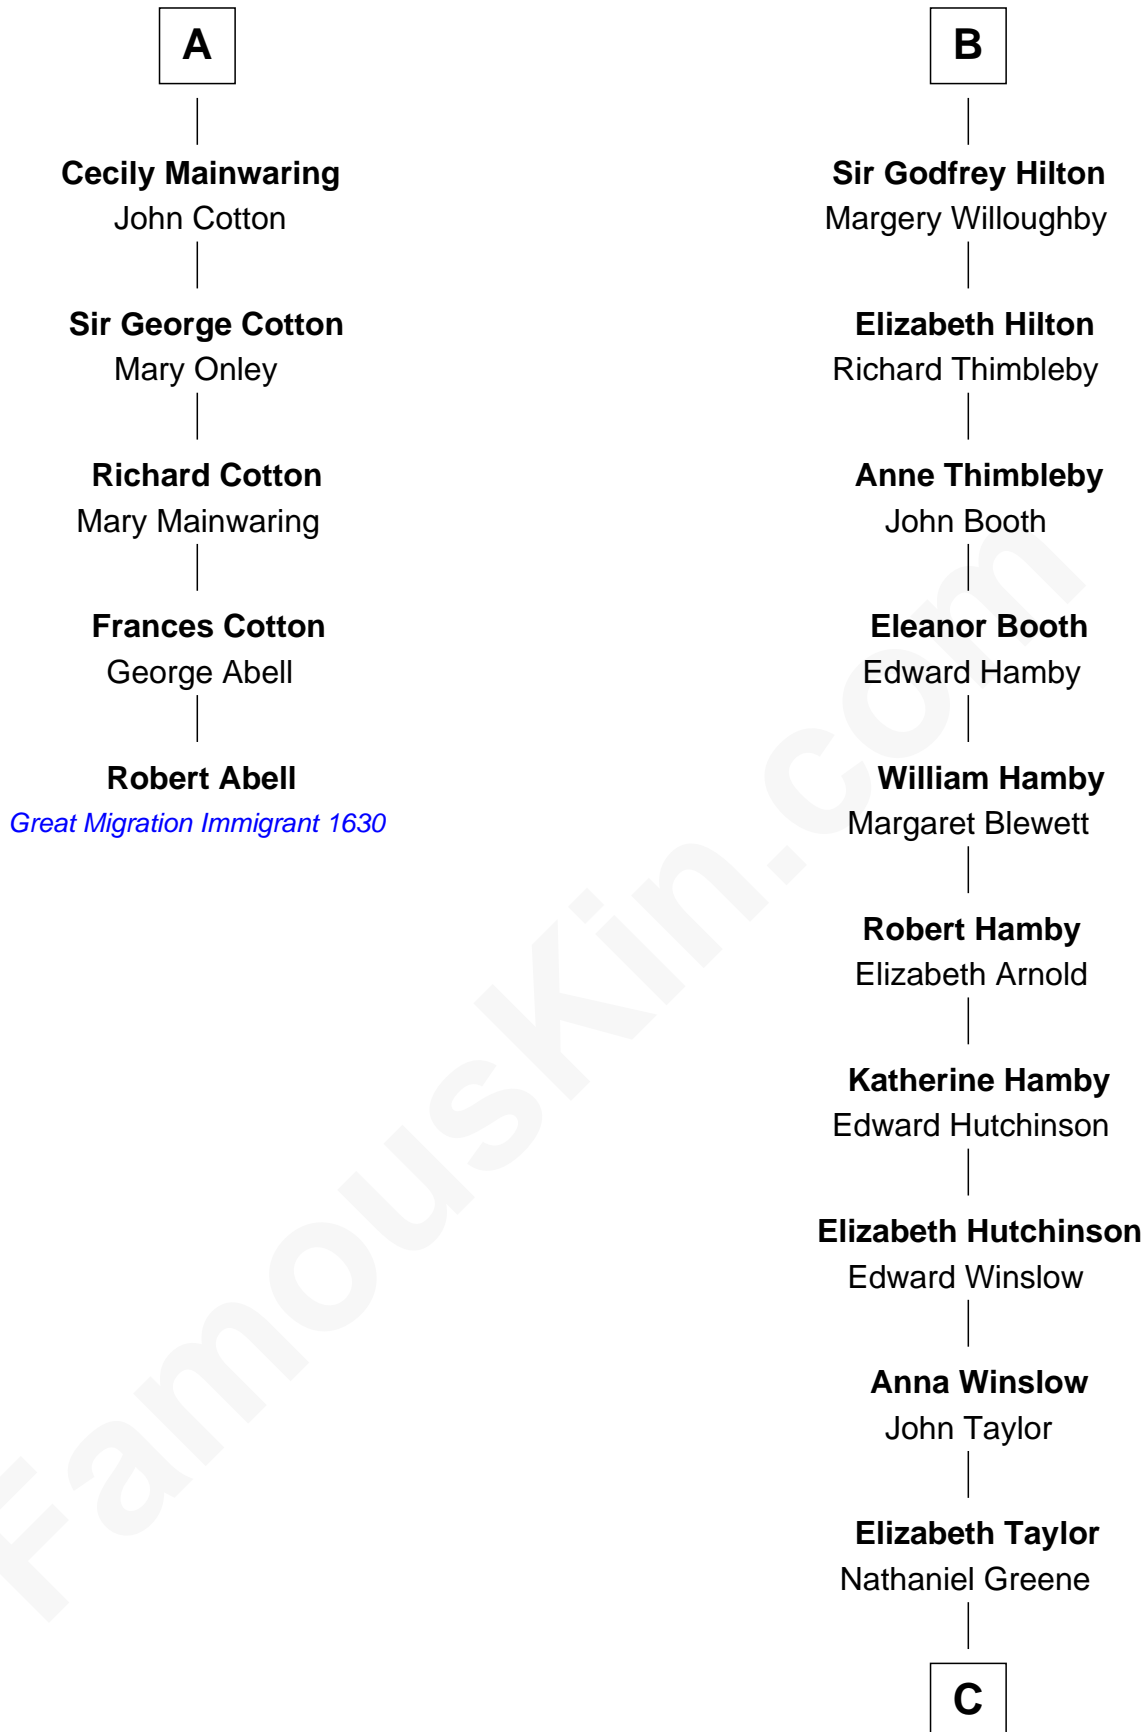 A
Cecily Mainwaring
John Cotton
Sir George Cotton
Mary Onley
Richard Cotton
Mary Mainwaring
Frances Cotton
George Abell
Robert Abell
Great Migration Immigrant 1630
B
Sir Godfrey Hilton
Margery Willoughby
Elizabeth Hilton
Richard Thimbleby
Anne Thimbleby
John Booth
Eleanor Booth
Edward Hamby
William Hamby
Margaret Blewett
Robert Hamby
Elizabeth Arnold
Katherine Hamby
Edward Hutchinson
Elizabeth Hutchinson
Edward Winslow
Anna Winslow
John Taylor
Elizabeth Taylor
Nathaniel Greene
C
FamousKin.com